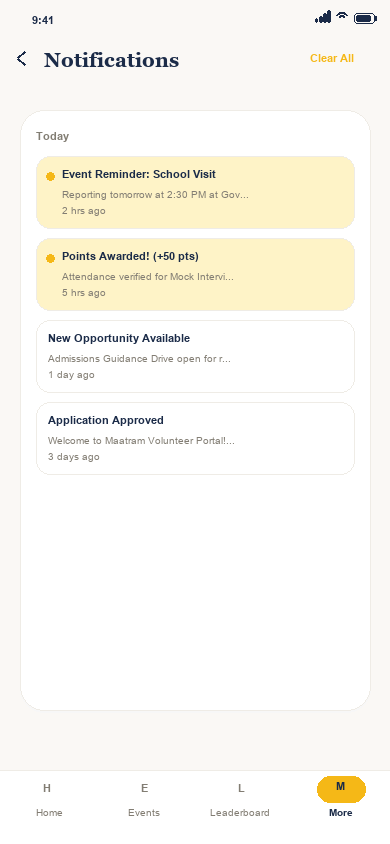 9:41
Notifications
Clear All
Today
Event Reminder: School Visit
Reporting tomorrow at 2:30 PM at Gov...
2 hrs ago
Points Awarded! (+50 pts)
Attendance verified for Mock Intervi...
5 hrs ago
New Opportunity Available
Admissions Guidance Drive open for r...
1 day ago
Application Approved
Welcome to Maatram Volunteer Portal!...
3 days ago
H E L M
Home Events Leaderboard More